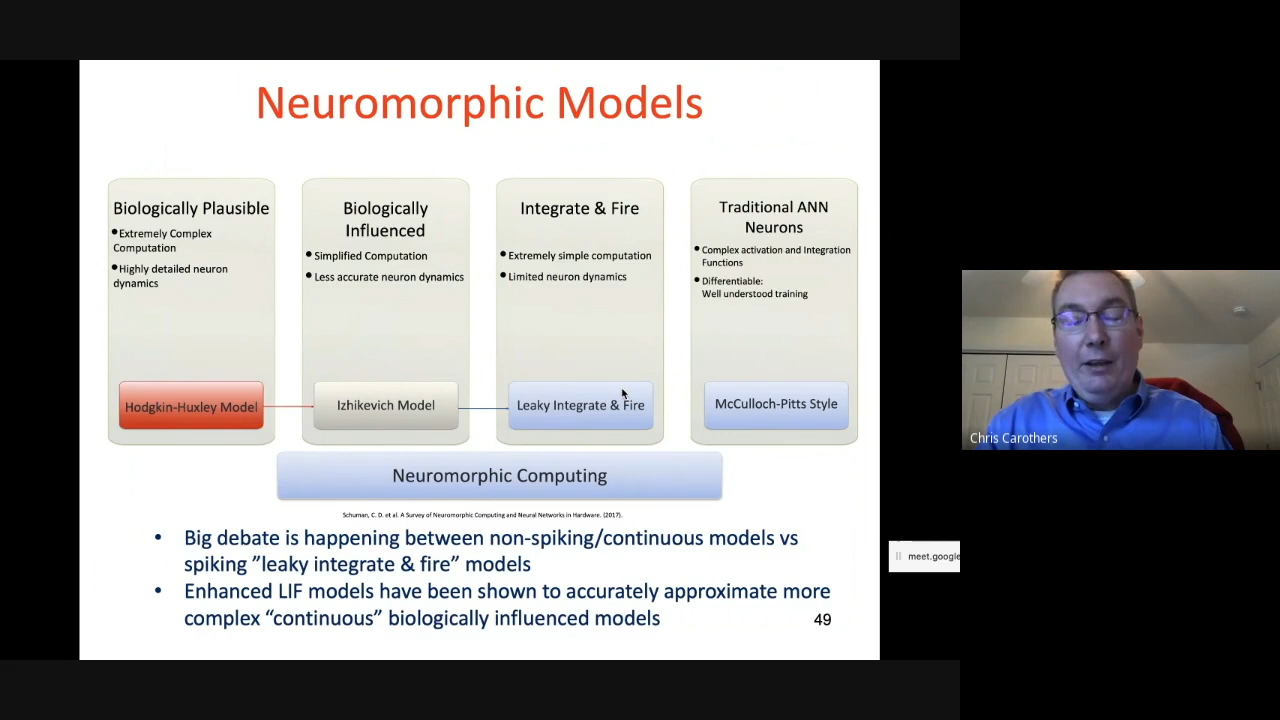 Neuromorphic Models
Biologically Plausible
•Extremely Complex
Computation
•Highly detailed neuron
dynamics
Hodgkin-Huxley Model
Biologically
Influenced
• Simplified Computation
• Less accurate neuron dynamics
Izhikevich Model
Integrate & Fire
• Extremely simple computation
• Limited neuron dynamics
Leaky Integrate & Fire
Traditional ANN
Neurons
• Complex activation and Integration
Functions
• Differentiable:
Well understood training
McCulloch-Pitts Style
Neuromorphic Computing
Schuman, C. D. et al. A Survey of Neuromorphic Computing and Neural Networks in Hardware. (2017).
• Big debate is happening between non-spiking/continuous models vs
spiking ”leaky integrate & fire” models
• Enhanced LIF models have been shown to accurately approximate more
complex “continuous” biologically influenced models
49
Chris Carothers
meet.google